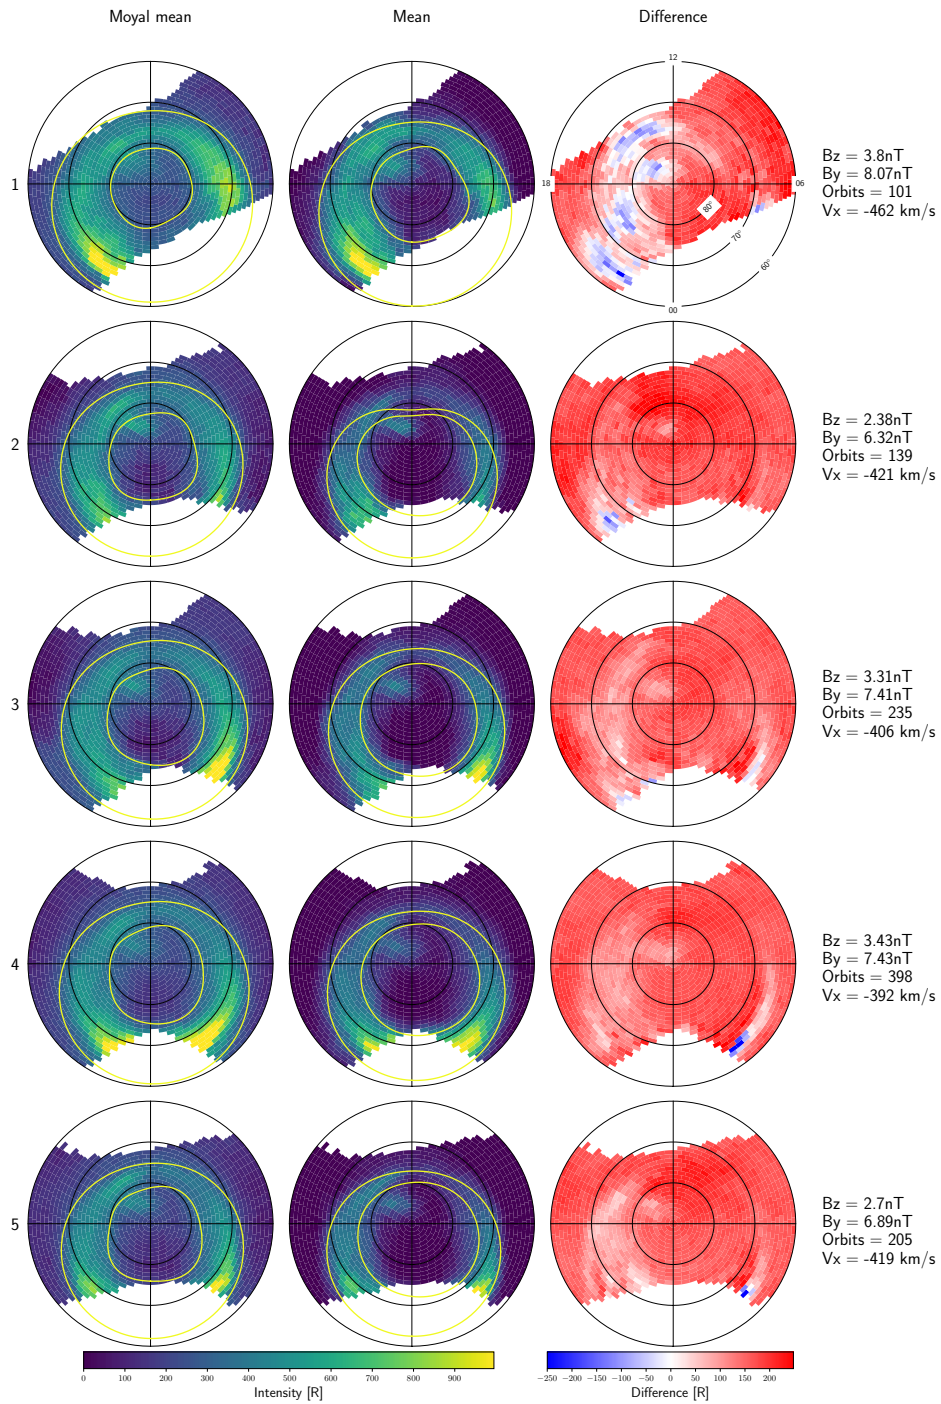 Moyal mean
Mean
Difference
12
18
06
00
80°
70°
60°
1
Bz = 3.8nT
By = 8.07nT
Orbits = 101
Vx = -462 km/s
2
Bz = 2.38nT
By = 6.32nT
Orbits = 139
Vx = -421 km/s
3
Bz = 3.31nT
By = 7.41nT
Orbits = 235
Vx = -406 km/s
4
Bz = 3.43nT
By = 7.43nT
Orbits = 398
Vx = -392 km/s
5
Bz = 2.7nT
By = 6.89nT
Orbits = 205
Vx = -419 km/s
0 100 200 300 400 500 600 700 800 900
Intensity [R]
−250 −200 −150 −100 −50 0 50 100 150 200
Difference [R]